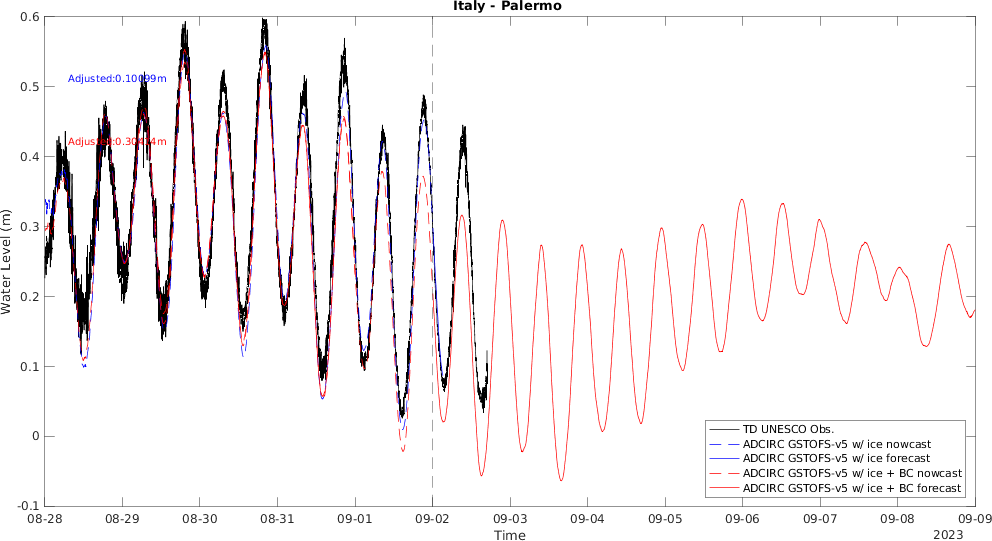 Italy - Palermo
0.6
0.5
0.4
0.3
0.2
0.1
0
-0.1
Water Level (m)
Adjusted:0.10099m
TD UNESCO Obs.
ADCIRC GSTOFS-v5 w/ ice nowcast
ADCIRC GSTOFS-v5 w/ ice forecast
ADCIRC GSTOFS-v5 w/ ice + BC nowcast
ADCIRC GSTOFS-v5 w/ ice + BC forecast
08-28 08-29 08-30 08-31 09-01 09-02 09-03 09-04 09-05 09-06 09-07 09-08 09-09
Time
2023